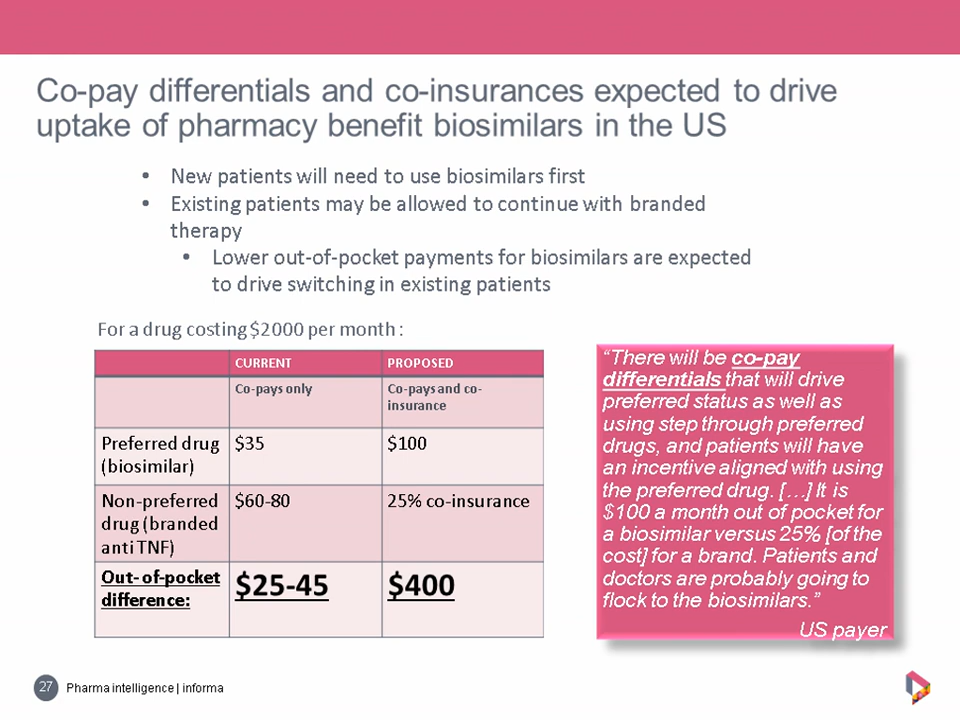 Co-pay differentials and co-insurances expected to drive
uptake of pharmacy benefit biosimilars in the US
• New patients will need to use biosimilars first
• Existing patients may be allowed to continue with branded
therapy
• Lower out-of-pocket payments for biosimilars are expected
to drive switching in existing patients
For a drug costing $2000 per month :
CURRENT PROPOSED
Co-pays only Co-pays and co-
insurance
Preferred drug $35 $100
(biosimilar)
Non-preferred $60-80 25% co-insurance
drug (branded
anti TNF)
Out- of-pocket $25-45 $400
difference:
“There will be co-pay
differentials that will drive
preferred status as well as
using step through preferred
drugs, and patients will have
an incentive aligned with using
the preferred drug. […] It is
$100 a month out of pocket for
a biosimilar versus 25% [of the
cost] for a brand. Patients and
doctors are probably going to
flock to the biosimilars.”
US payer
27 Pharma intelligence | informa